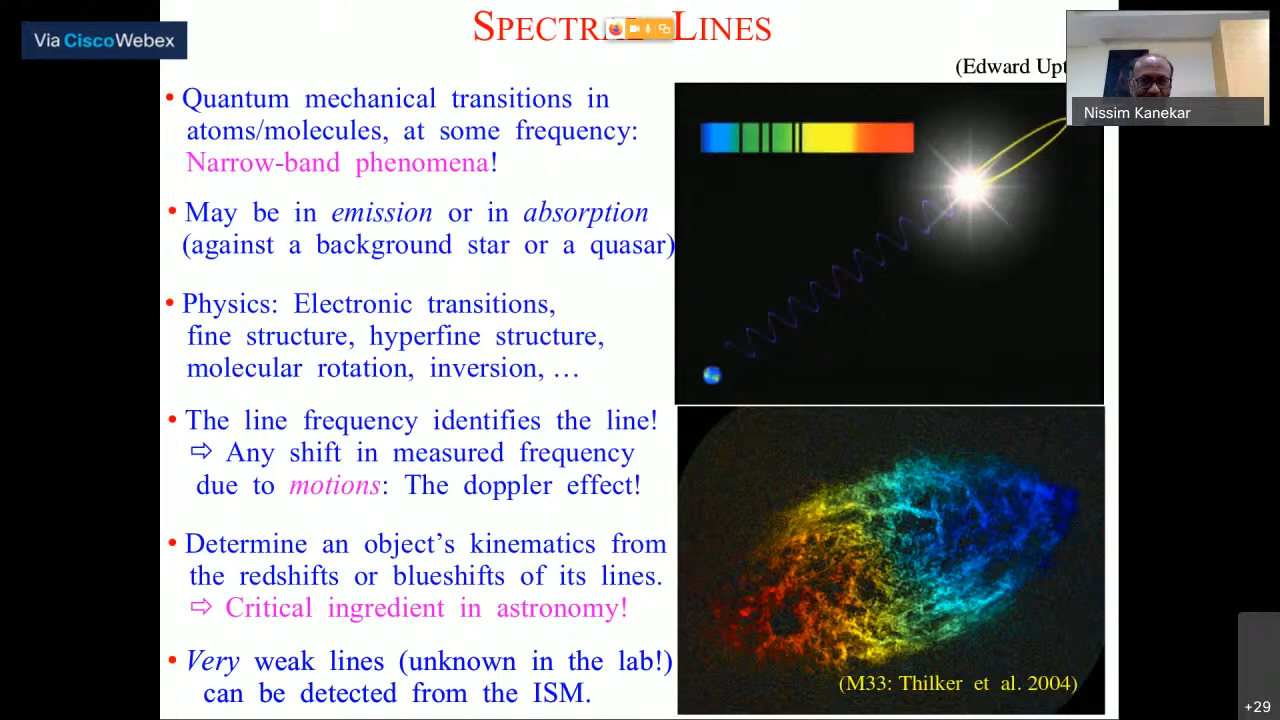 Via CiscoWebex
LINES
(Edward
Nissim Kanekar
• Quantum mechanical transitions in
atoms/molecules, at some frequency:
Narrow-band phenomena!
• May be in emission or in absorption
(against a background star or a quasar)
• Physics: Electronic transitions,
fine structure, hyperfine structure,
molecular rotation, inversion, …
• The line frequency identifies the line!
⇨ Any shift in measured frequency
due to motions: The doppler effect!
• Determine an object's kinematics from
the redshifts or blueshifts of its lines.
⇨ Critical ingredient in astronomy!
• Very weak lines (unknown in the lab!)
can be detected from the ISM.
(M33: Thilker et al. 2004)
+29